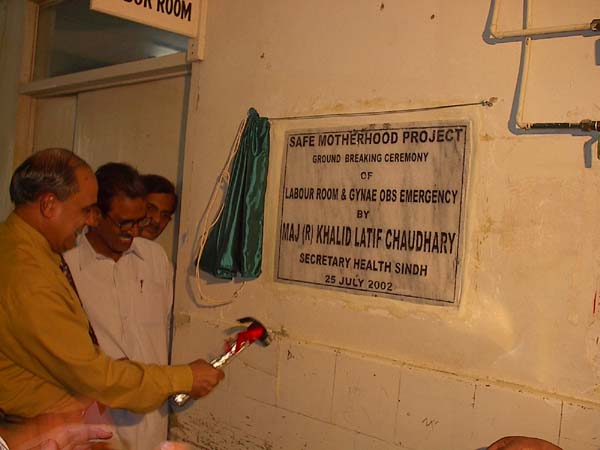 LABOUR ROOM
SAFE MOTHERHOOD PROJECT
GROUND BREAKING CEREMONY
OF
LABOUR ROOM & GYNAE OBS EMERGENCY
BY
MAJ (R) KHALID LATIF CHAUDHARY
SECRETARY HEALTH SINDH
25 JULY 2002